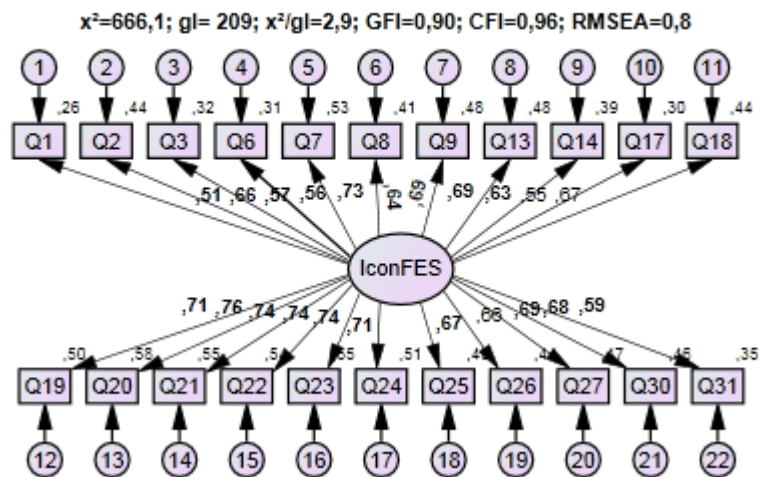 x²=666,1; gl= 209; x²/gl=2,9; GFI=0,90; CFI=0,96; RMSEA=0,8
1 2 3 4 5 6 7 8 9 10 11
,26 ,44 ,32 ,31 ,53 ,41 ,48 ,48 ,39 ,30 ,44
Q1 Q2 Q3 Q6 Q7 Q8 Q9 Q13 Q14 Q17 Q18
,51 ,66 ,57 ,56 ,73 ,64 ,69 ,69 ,63 ,55 ,67
IconFES
,71 ,76 ,74 ,74 ,74 ,71 ,67 ,69 ,68 ,59
,50 ,58 ,55 ,51 ,35
Q19 Q20 Q21 Q22 Q23 Q24 Q25 Q26 Q27 Q30 Q31
12 13 14 15 16 17 18 19 20 21 22